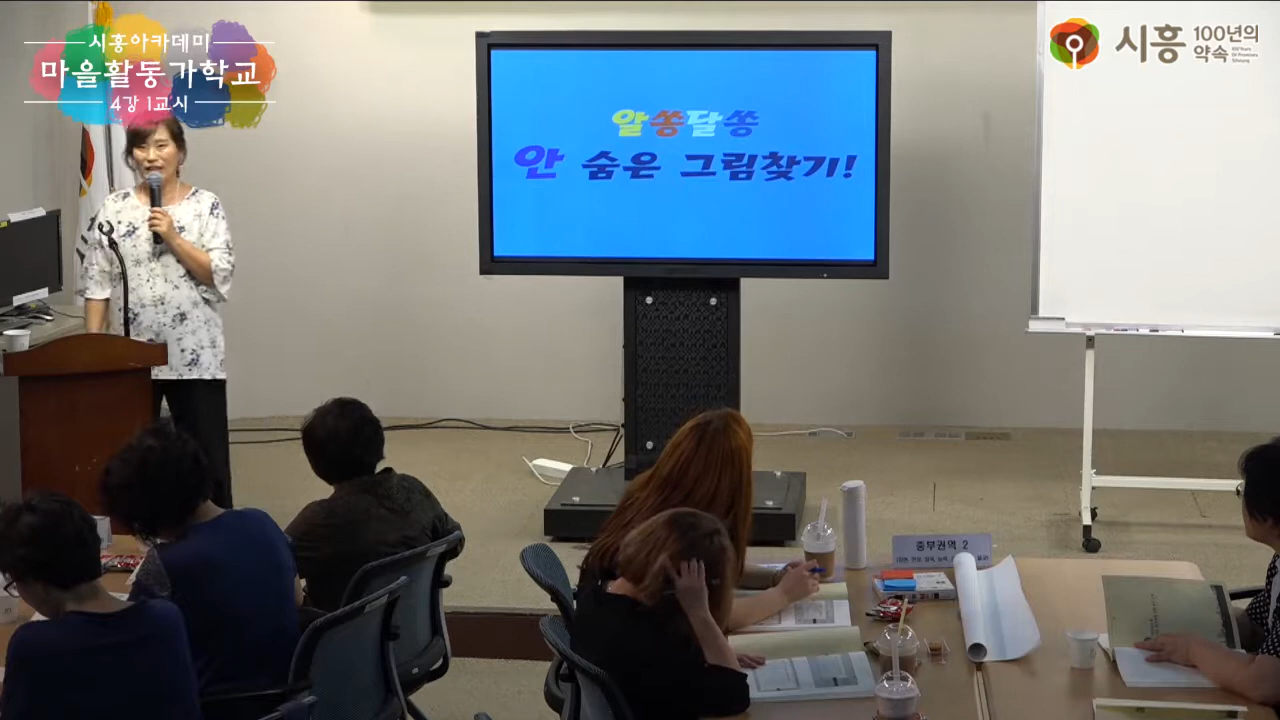 시흥아카데미
마을활동가학교
4강 1교시
알쏭달쏭
안 숨은 그림찾기!
시흥 100년의
약속
중부권역 2